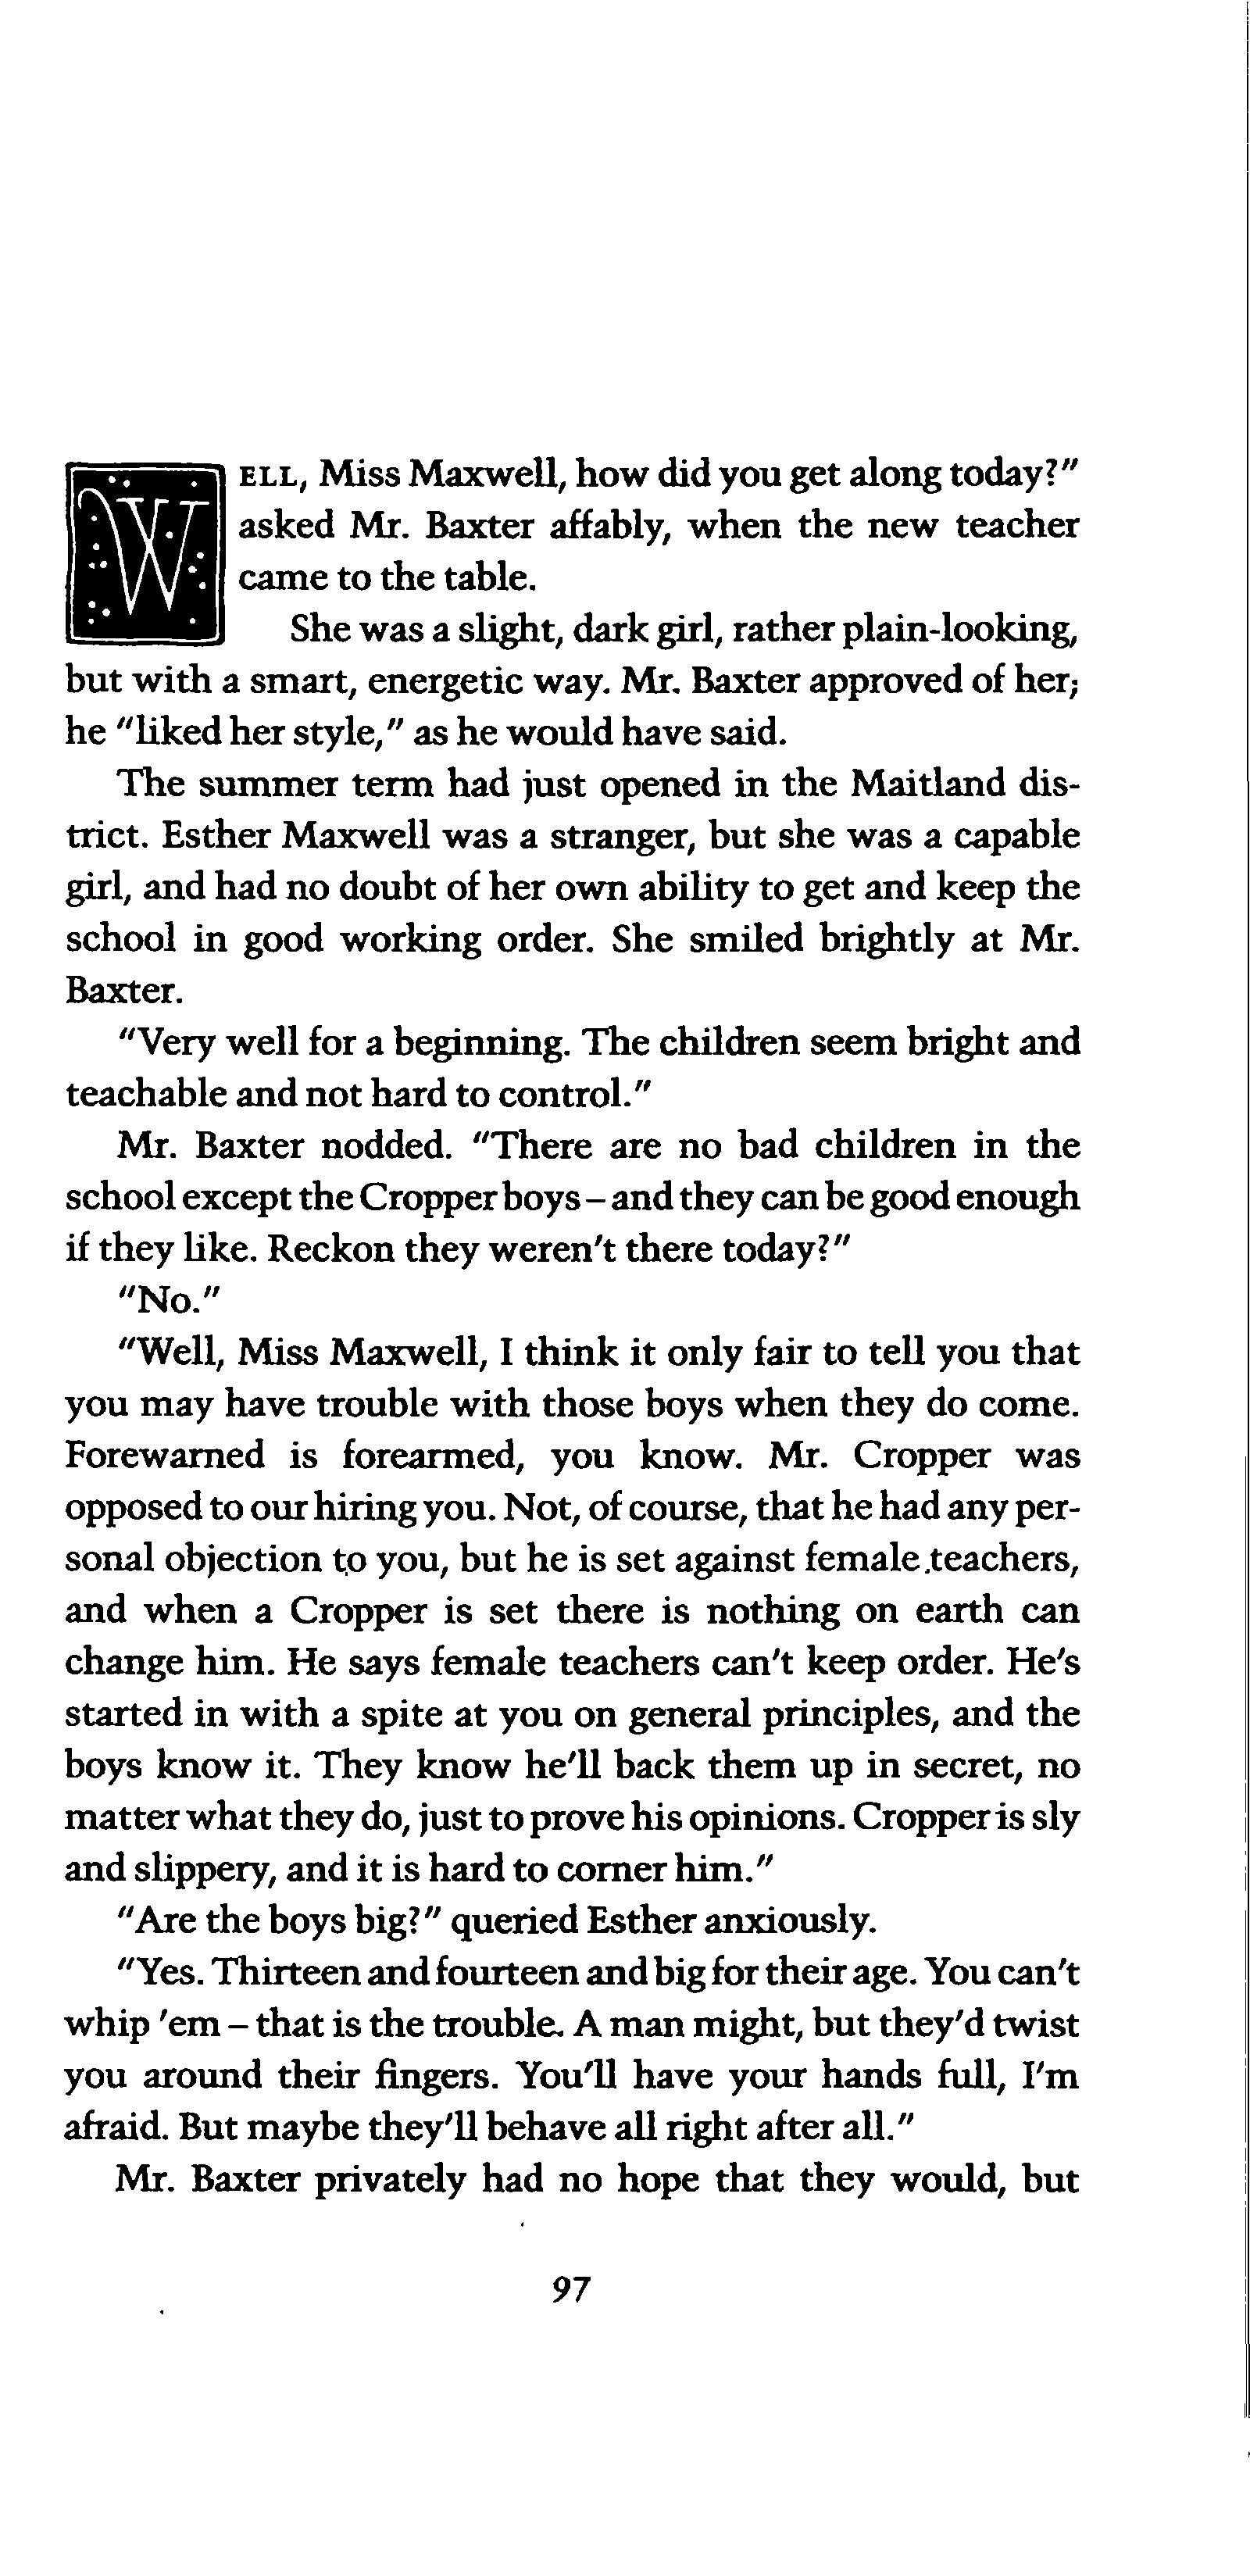 WELL, Miss Maxwell, how did you get along today?"
asked Mr. Baxter affably, when the new teacher
came to the table.
She was a slight, dark girl, rather plain-looking,
but with a smart, energetic way. Mr. Baxter approved of her;
he "liked her style," as he would have said.
The summer term had just opened in the Maitland dis-
trict. Esther Maxwell was a stranger, but she was a capable
girl, and had no doubt of her own ability to get and keep the
school in good working order. She smiled brightly at Mr.
Baxter.
"Very well for a beginning. The children seem bright and
teachable and not hard to control."
Mr. Baxter nodded. "There are no bad children in the
school except the Cropper boys – and they can be good enough
if they like. Reckon they weren't there today?"
"No."
"Well, Miss Maxwell, I think it only fair to tell you that
you may have trouble with those boys when they do come.
Forewarned is forearmed, you know. Mr. Cropper was
opposed to our hiring you. Not, of course, that he had any per-
sonal objection to you, but he is set against female teachers,
and when a Cropper is set there is nothing on earth can
change him. He says female teachers can't keep order. He's
started in with a spite at you on general principles, and the
boys know it. They know he'll back them up in secret, no
matter what they do, just to prove his opinions. Cropper is sly
and slippery, and it is hard to corner him."
"Are the boys big?" queried Esther anxiously.
"Yes. Thirteen and fourteen and big for their age. You can't
whip 'em – that is the trouble. A man might, but they'd twist
you around their fingers. You'll have your hands full, I'm
afraid. But maybe they'll behave all right after all."
Mr. Baxter privately had no hope that they would, but
97